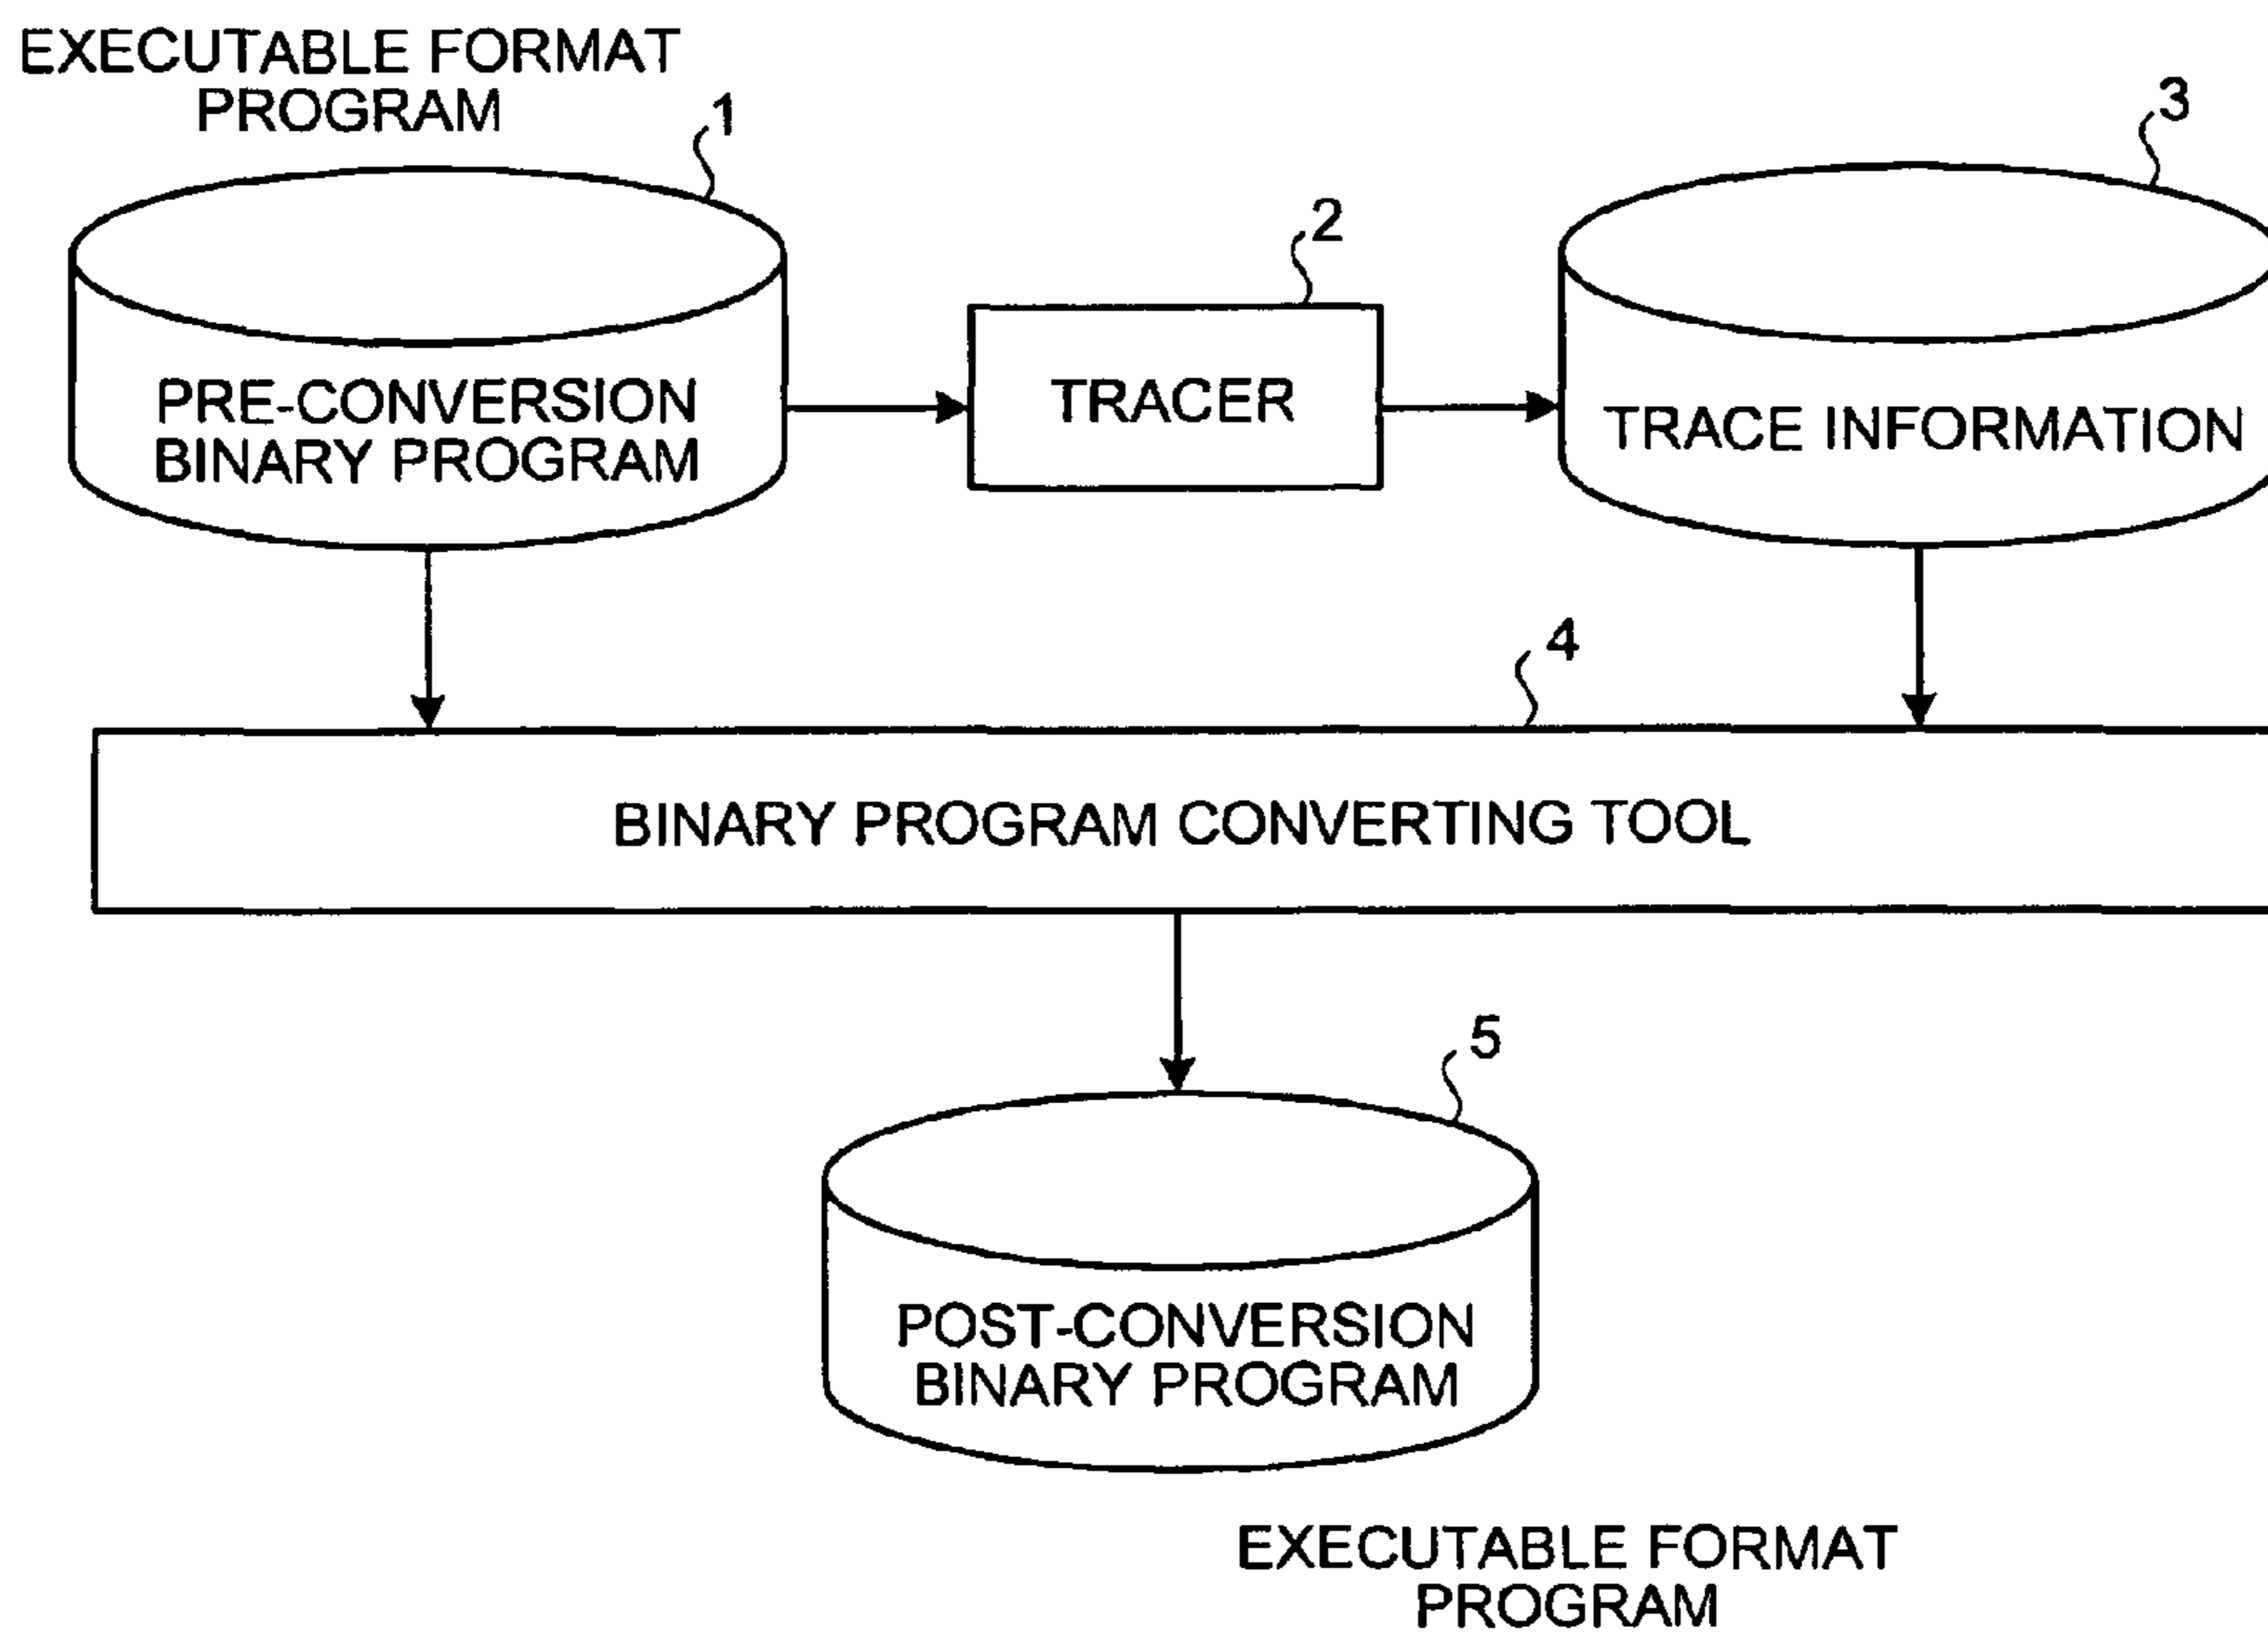 EXECUTABLE FORMAT
PROGRAM
1
3
2
PRE-CONVERSION
BINARY PROGRAM
TRACER
TRACE INFORMATION
4
BINARY PROGRAM CONVERTING TOOL
5
POST-CONVERSION
BINARY PROGRAM
EXECUTABLE FORMAT
PROGRAM